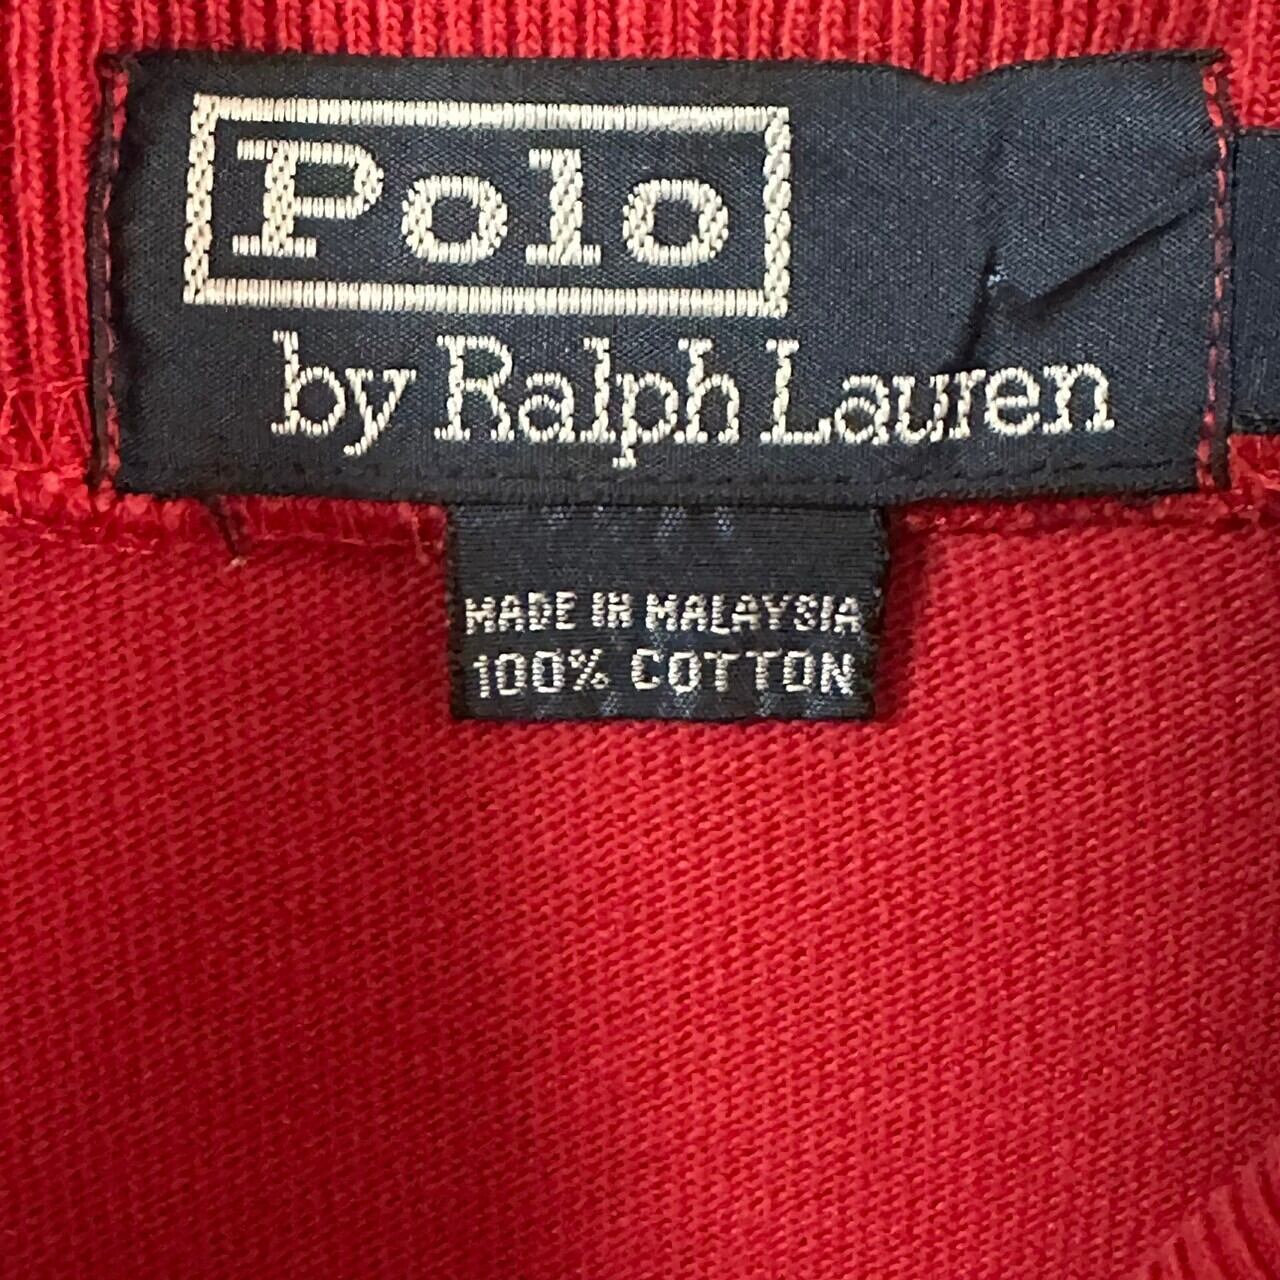 Polo
by Ralph Lauren
MADE IN MALAYSIA
100% COTTON